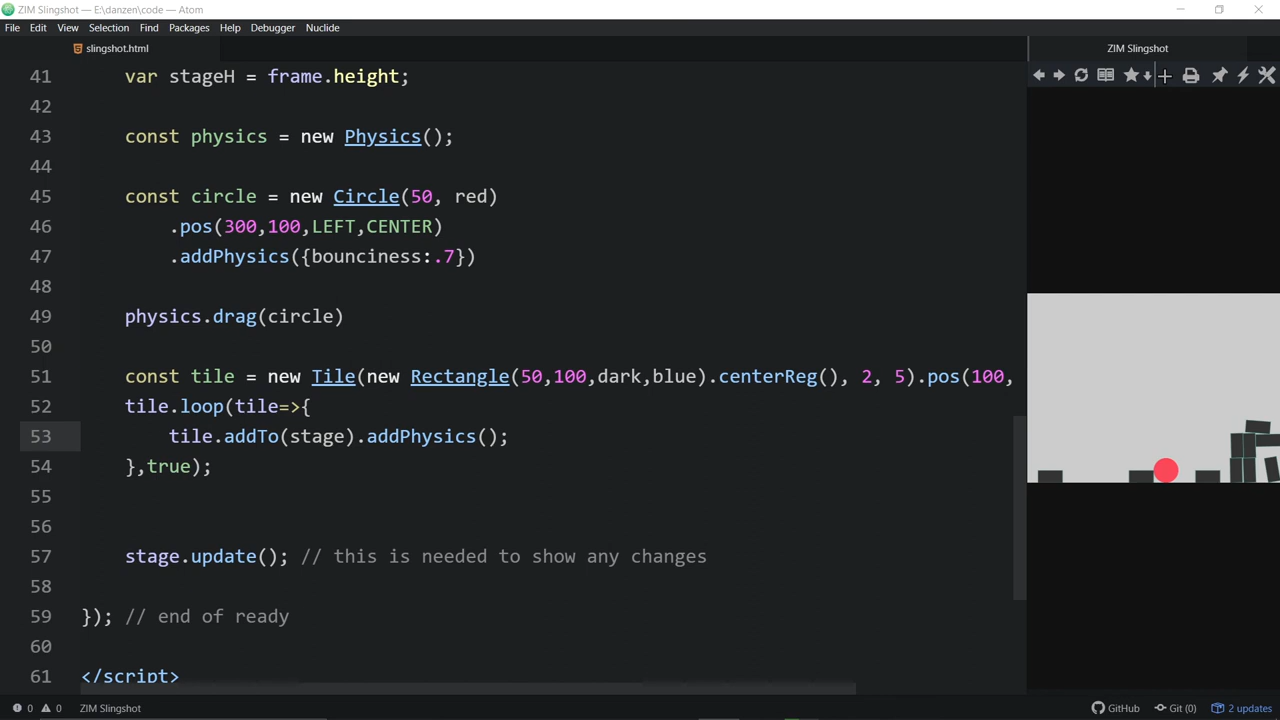 ZIM Slingshot — E:\danzen\code — Atom
File Edit View Selection Find Packages Help Debugger Nuclide
slingshot.html
ZIM Slingshot
41 var stageH = frame.height;
42
43 const physics = new Physics();
44
45 const circle = new Circle(50, red)
46 .pos(300,100,LEFT,CENTER)
47 .addPhysics({bounciness:.7})
48
49 physics.drag(circle)
50
51 const tile = new Tile(new Rectangle(50,100,dark,blue).centerReg(), 2, 5).pos(100,
52 tile.loop(tile=>{
53 tile.addTo(stage).addPhysics();
54 },true);
55
56
57 stage.update(); // this is needed to show any changes
58
59 }); // end of ready
60
61 </script>
0 0 ZIM Slingshot GitHub Git (0) 2 updates